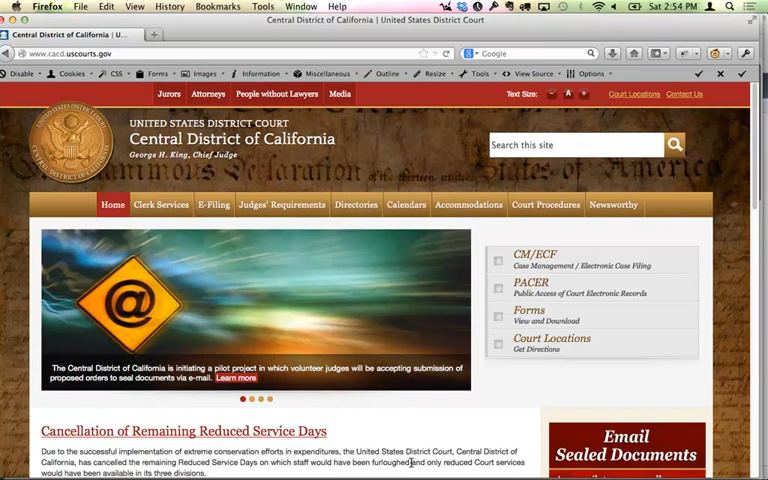 Firefox File Edit View History Bookmarks Tools Window Help Sat 2:54 PM
Central District of California | United States District Court
Central District of California | U...
www.cacd.uscourts.gov Google
Disable Cookies CSS Forms Images Information Miscellaneous Outline Resize Tools View Source Options
Jurors Attorneys People without Lawyers Media Text Size: - A + Court Locations Contact Us
UNITED STATES DISTRICT COURT
Central District of California
George H. King, Chief Judge
Search this site
Home Clerk Services E-Filing Judges' Requirements Directories Calendars Accommodations Court Procedures Newsworthy
@
The Central District of California is initiating a pilot project in which volunteer judges will be accepting submission of
proposed orders to seal documents via e-mail. Learn more
CM/ECF
Case Management / Electronic Case Filing
PACER
Public Access of Court Electronic Records
Forms
View and Download
Court Locations
Get Directions
Cancellation of Remaining Reduced Service Days
Due to the successful implementation of extreme conservation efforts in expenditures, the United States District Court, Central District of
California, has cancelled the remaining Reduced Service Days on which staff would have been furloughed and only reduced Court services
would have been available in its three divisions.
Email
Sealed Documents